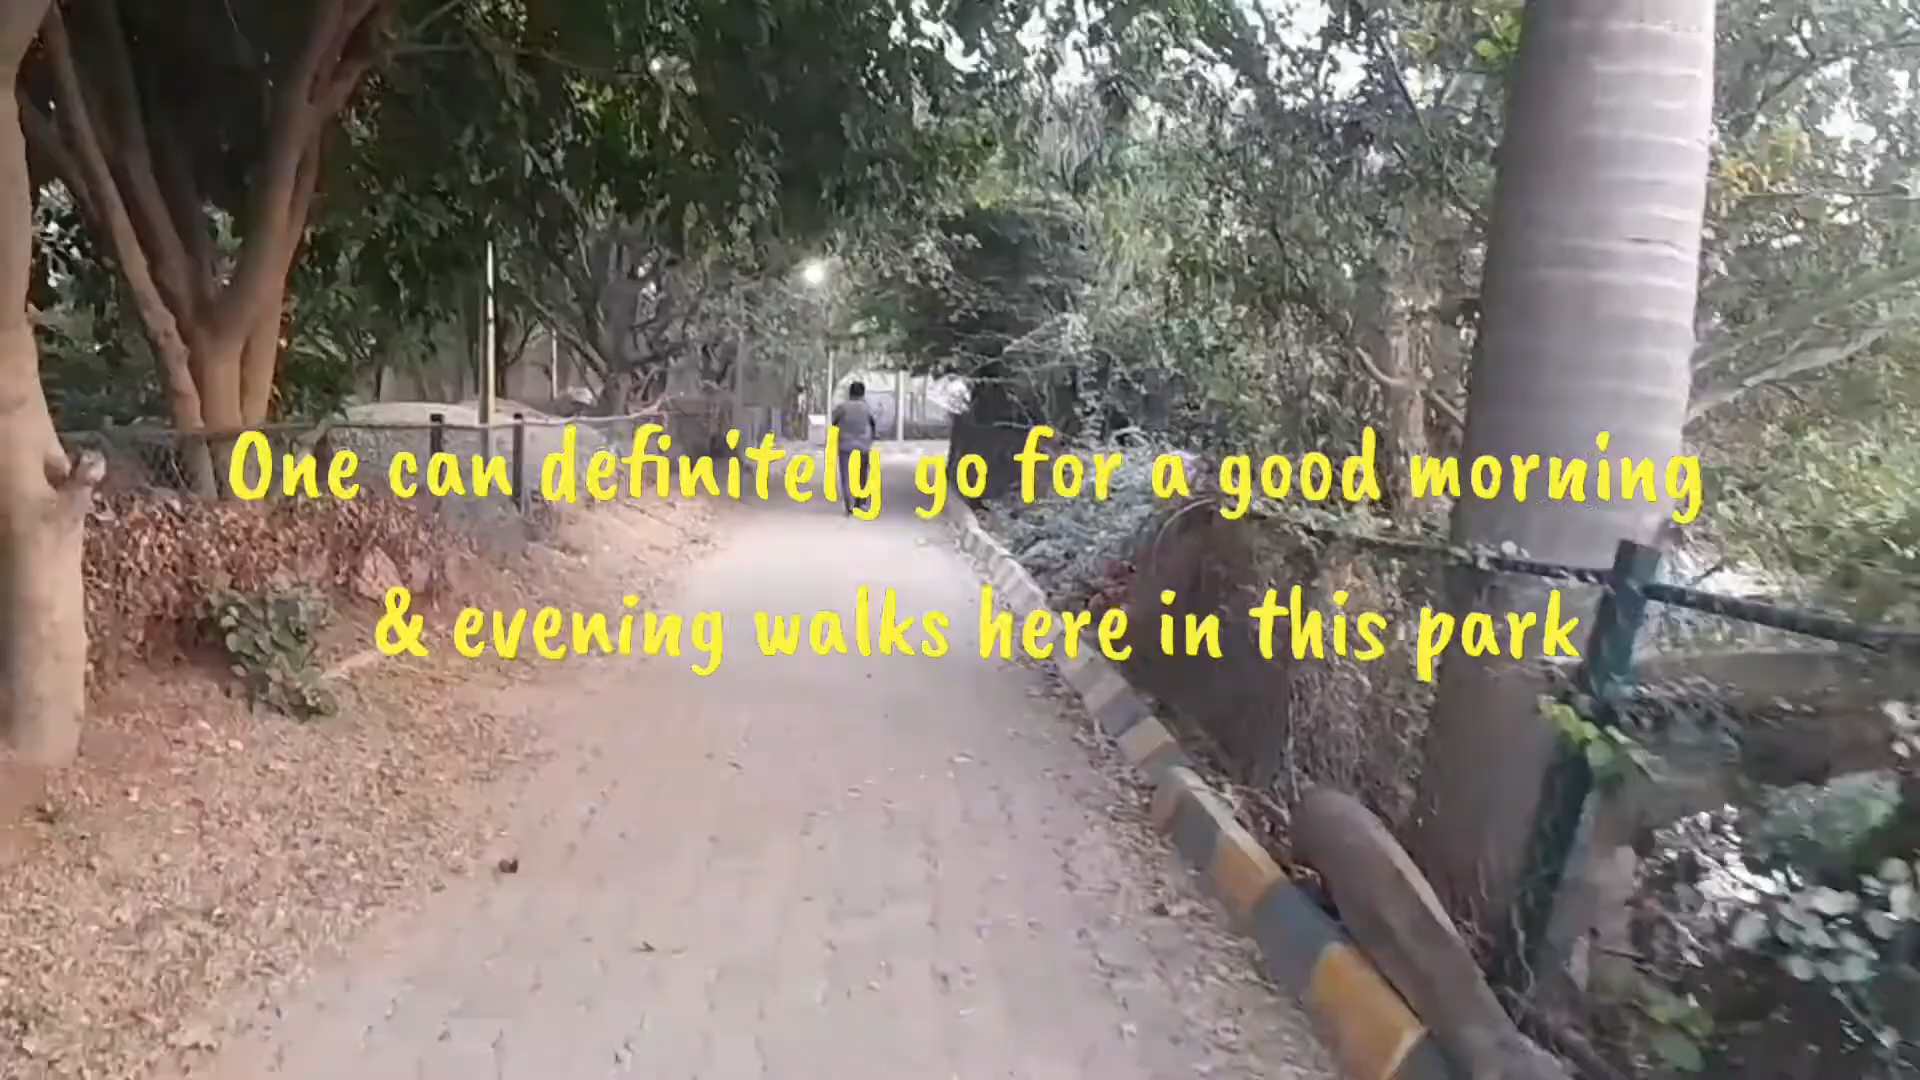 One can definitely go for a good morning
& evening walks here in this park